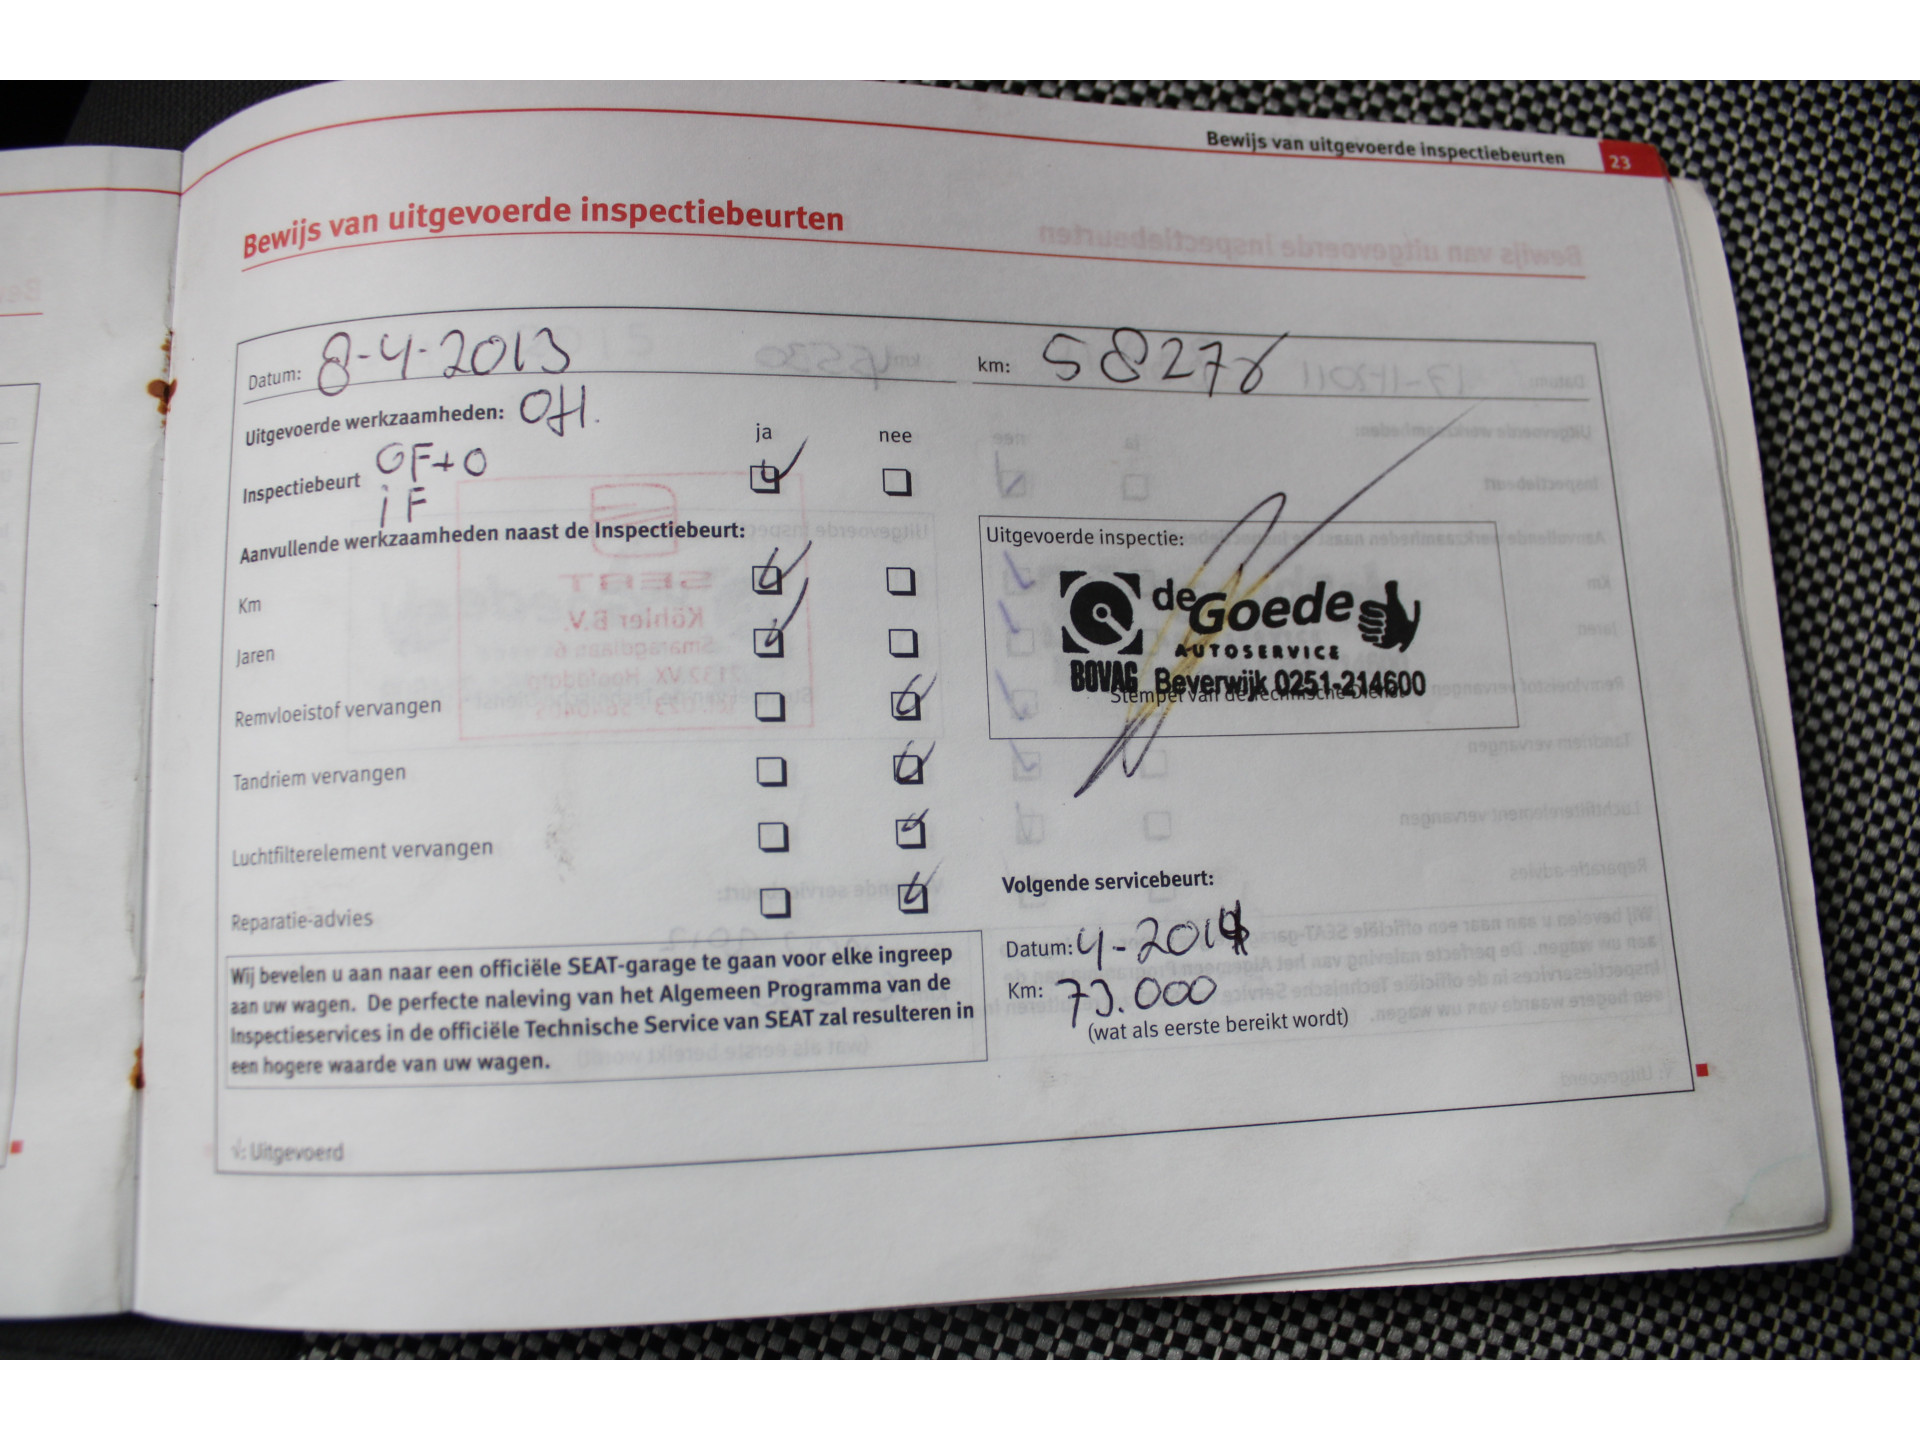 Bewijs van uitgevoerde inspectiebeurten 23
Bewijs van uitgevoerde inspectiebeurten
Datum: 8-4-2013 km: 58278
Uitgevoerde werkzaamheden: OH.
ja nee
Inspectiebeurt OF+O
iF
Aanvullende werkzaamheden naast de Inspectiebeurt:
Km
Jaren
Remvloeistof vervangen
Tandriem vervangen
Luchtfilterelement vervangen
Reparatie-advies
Uitgevoerde inspectie:
de Goede
AUTOSERVICE
BOVAG Beverwijk 0251-214600
Stempel van de Technische Dienst
Volgende servicebeurt:
Datum: 4-2014
Km: 73.000
(wat als eerste bereikt wordt)
Wij bevelen u aan naar een officiële SEAT-garage te gaan voor elke ingreep
aan uw wagen. De perfecte naleving van het Algemeen Programma van de
Inspectieservices in de officiële Technische Service van SEAT zal resulteren in
een hogere waarde van uw wagen.
√: Uitgevoerd